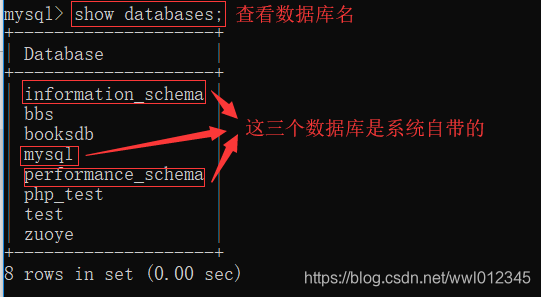 mysql> show databases; 查看数据库名
+--------------------+
| Database           |
+--------------------+
| information_schema |
| bbs                |
| booksdb            |
| mysql              |
这三个数据库是系统自带的
| performance_schema |
| php_test           |
| test               |
| zuoye              |
+--------------------+
8 rows in set (0.00 sec)
https://blog.csdn.net/wwl012345